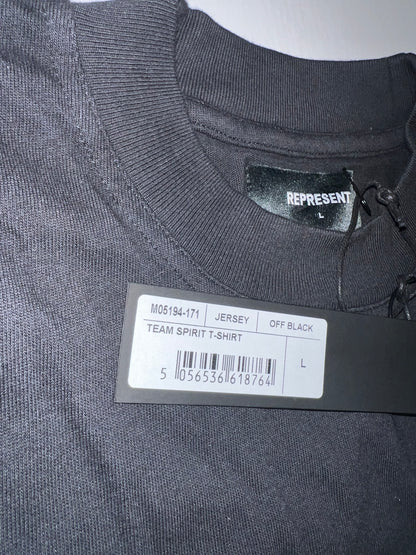 REPRESENT
L
M05194-171 JERSEY OFF BLACK
TEAM SPIRIT T-SHIRT
L
5 056536 618764